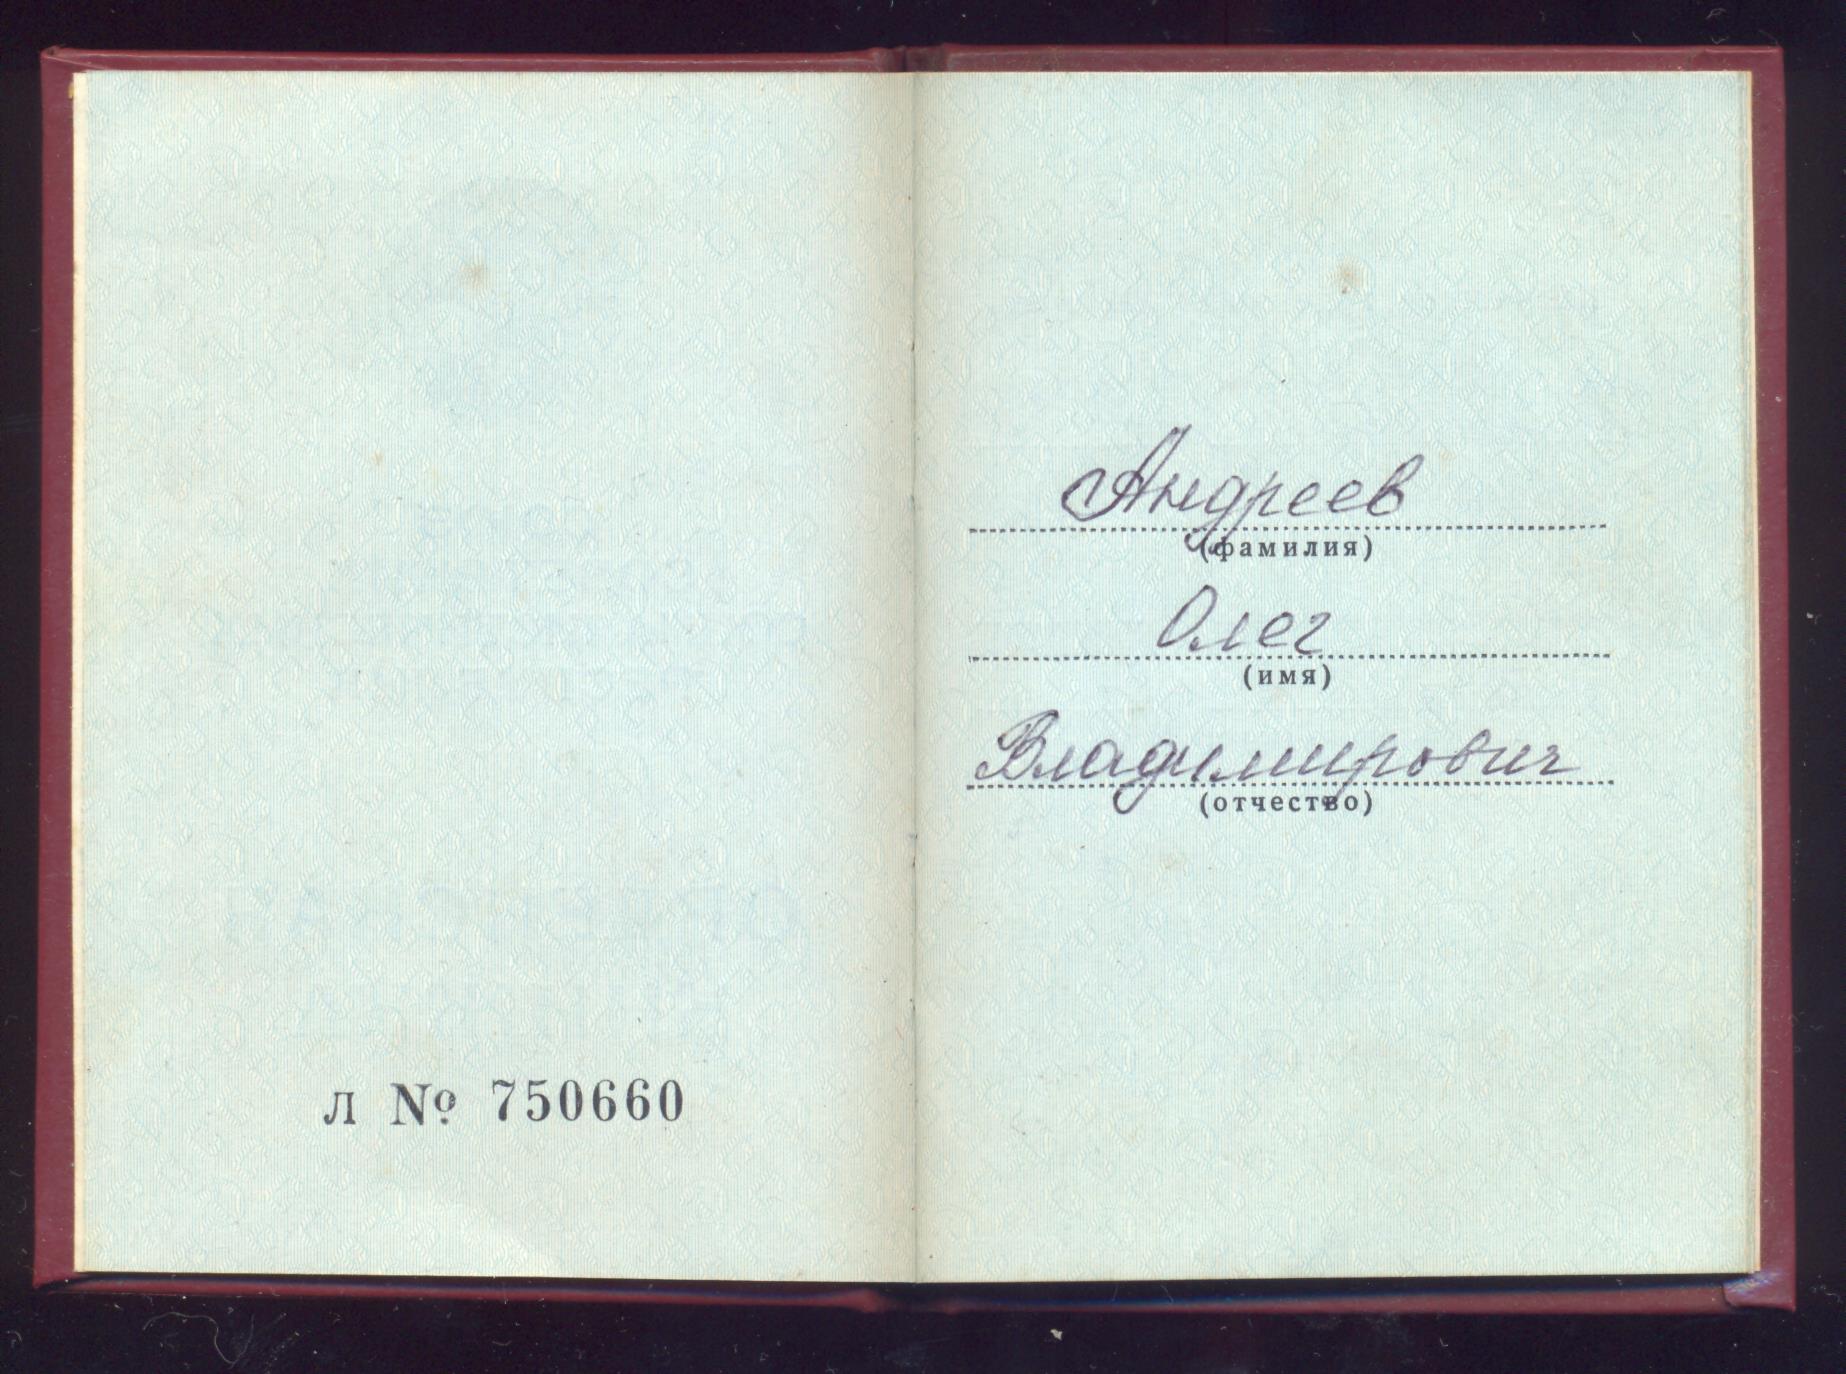 Л № 750660
Андреев
(фамилия)
Олег
(имя)
Владимирович
(отчество)